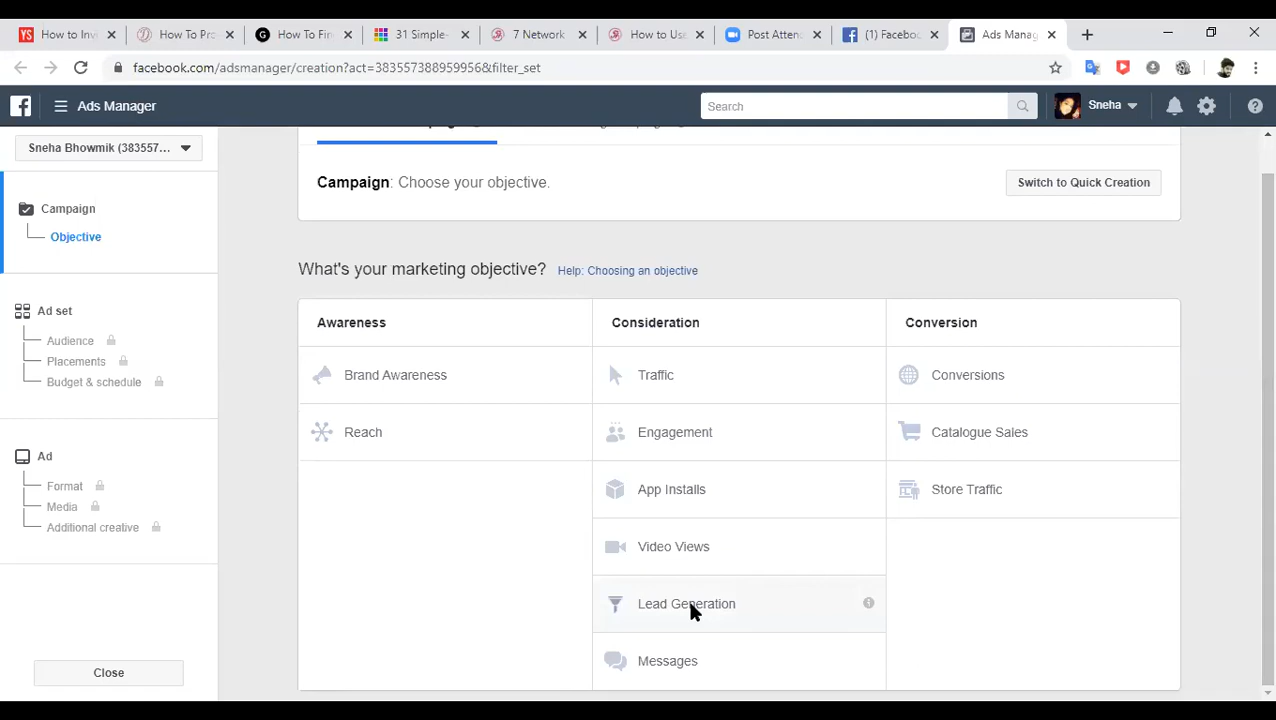 How to Inv
How To Pro
How To Fin
31 Simple-
7 Network
How to Use
Post Attend
(1) Facebo
Ads Manag
facebook.com/adsmanager/creation?act=383557388959956&filter_set
Ads Manager
Search
Sneha
Sneha Bhowmik (383557...
Campaign: Choose your objective.
Switch to Quick Creation
Campaign
Objective
What's your marketing objective? Help: Choosing an objective
Ad set
Audience
Placements
Budget & schedule
Ad
Format
Media
Additional creative
Close
Awareness
Consideration
Conversion
Brand Awareness
Traffic
Conversions
Reach
Engagement
Catalogue Sales
App Installs
Store Traffic
Video Views
Lead Generation
Messages